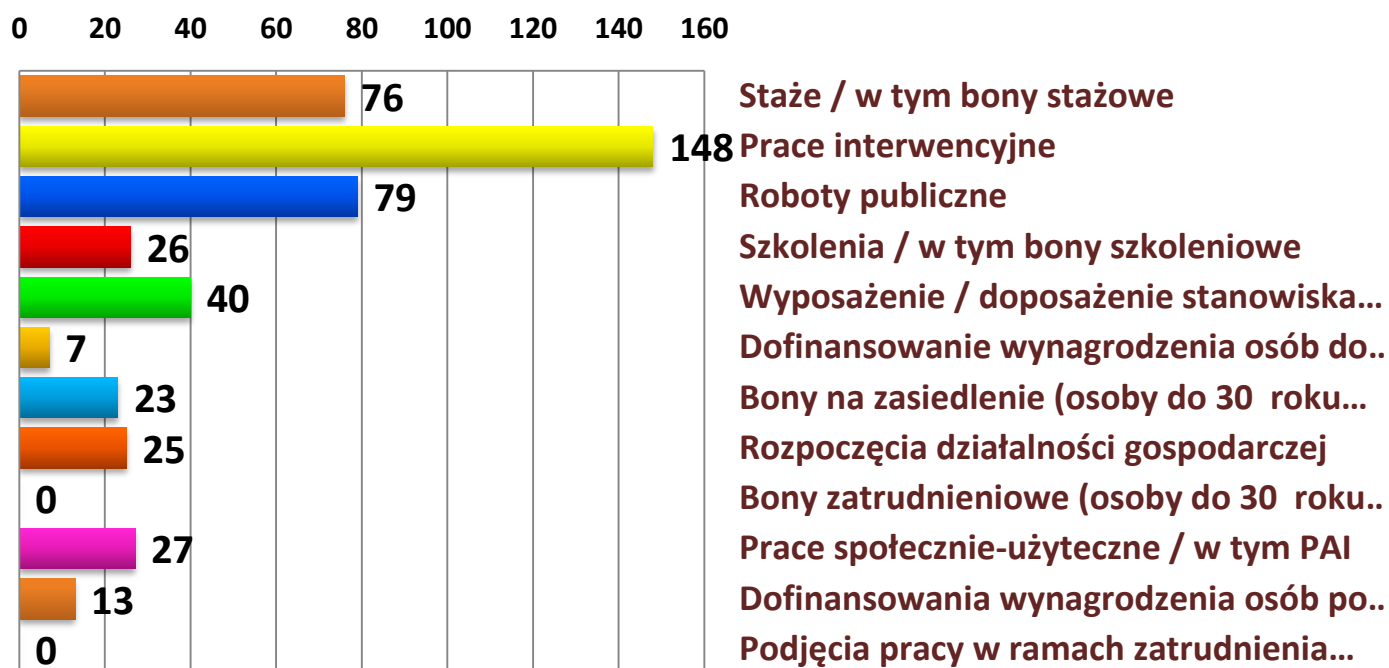 0 20 40 60 80 100 120 140 160
76 Staże / w tym bony stażowe
148 Prace interwencyjne
79 Roboty publiczne
26 Szkolenia / w tym bony szkoleniowe
40 Wyposażenie / doposażenie stanowiska...
7 Dofinansowanie wynagrodzenia osób do..
23 Bony na zasiedlenie (osoby do 30  roku...
25 Rozpoczęcia działalności gospodarczej
0 Bony zatrudnieniowe (osoby do 30  roku..
27 Prace społecznie-użyteczne / w tym PAI
13 Dofinansowania wynagrodzenia osób po..
0 Podjęcia pracy w ramach zatrudnienia...